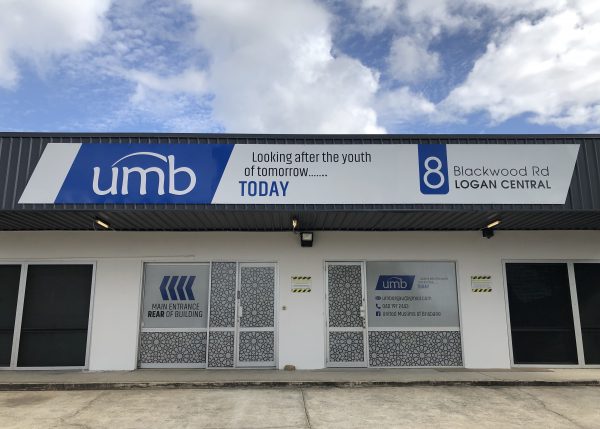 umb
Looking after the youth
of tomorrow.......
TODAY
8
Blackwood Rd
LOGAN CENTRAL
MAIN ENTRANCE
REAR OF BUILDING
umb
TODAY
United Muslims of Brisbane